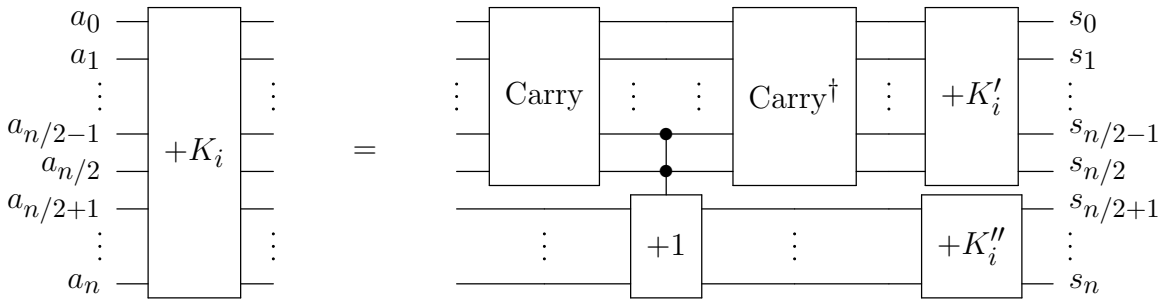 a_0 s_0
a_1 s_1
⋮ ⋮ ⋮ Carry ⋮ ⋮ Carry† ⋮ +K′_i ⋮
a_{n/2−1} s_{n/2−1}
+K_i =
a_{n/2} s_{n/2}
a_{n/2+1} s_{n/2+1}
⋮ ⋮ ⋮ +1 ⋮ +K″_i ⋮
a_n s_n